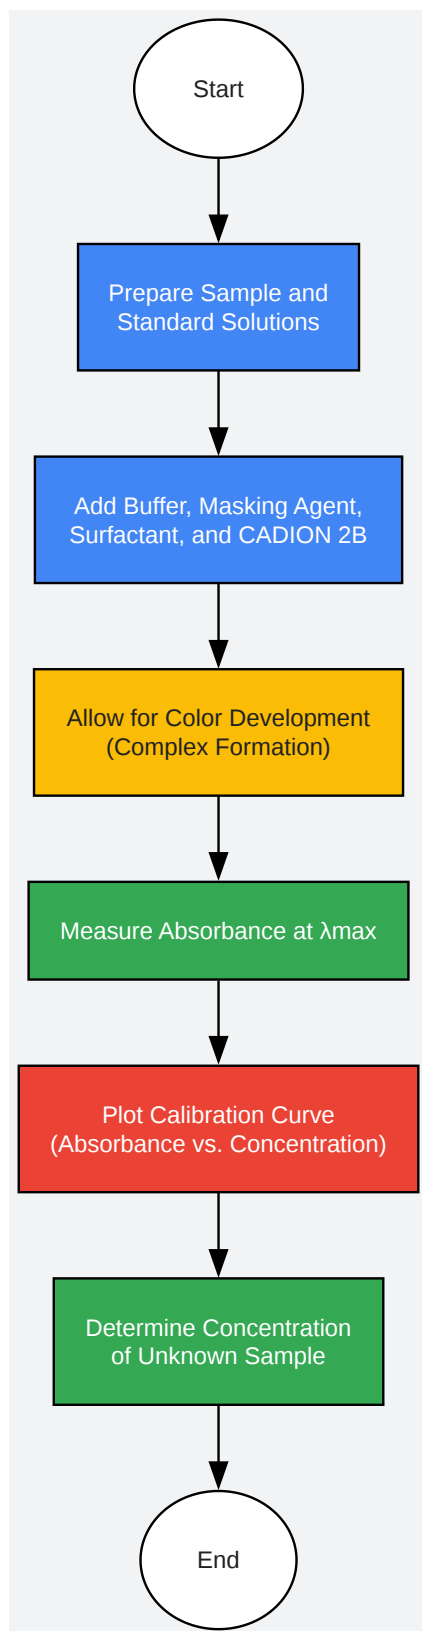 Start
Prepare Sample and
Standard Solutions
Add Buffer, Masking Agent,
Surfactant, and CADION 2B
Allow for Color Development
(Complex Formation)
Measure Absorbance at λmax
Plot Calibration Curve
(Absorbance vs. Concentration)
Determine Concentration
of Unknown Sample
End